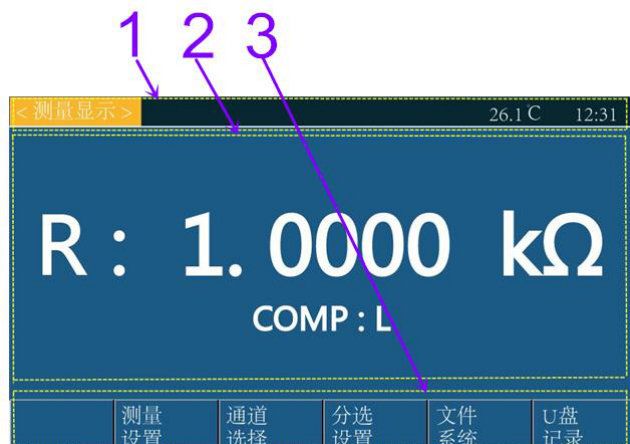 1 2 3
<测量显示> 26.1℃ 12:31
R : 1.0000 kΩ
COMP : L
测量 通道 分选 文件 U盘
设置 选择 设置 系统 记录